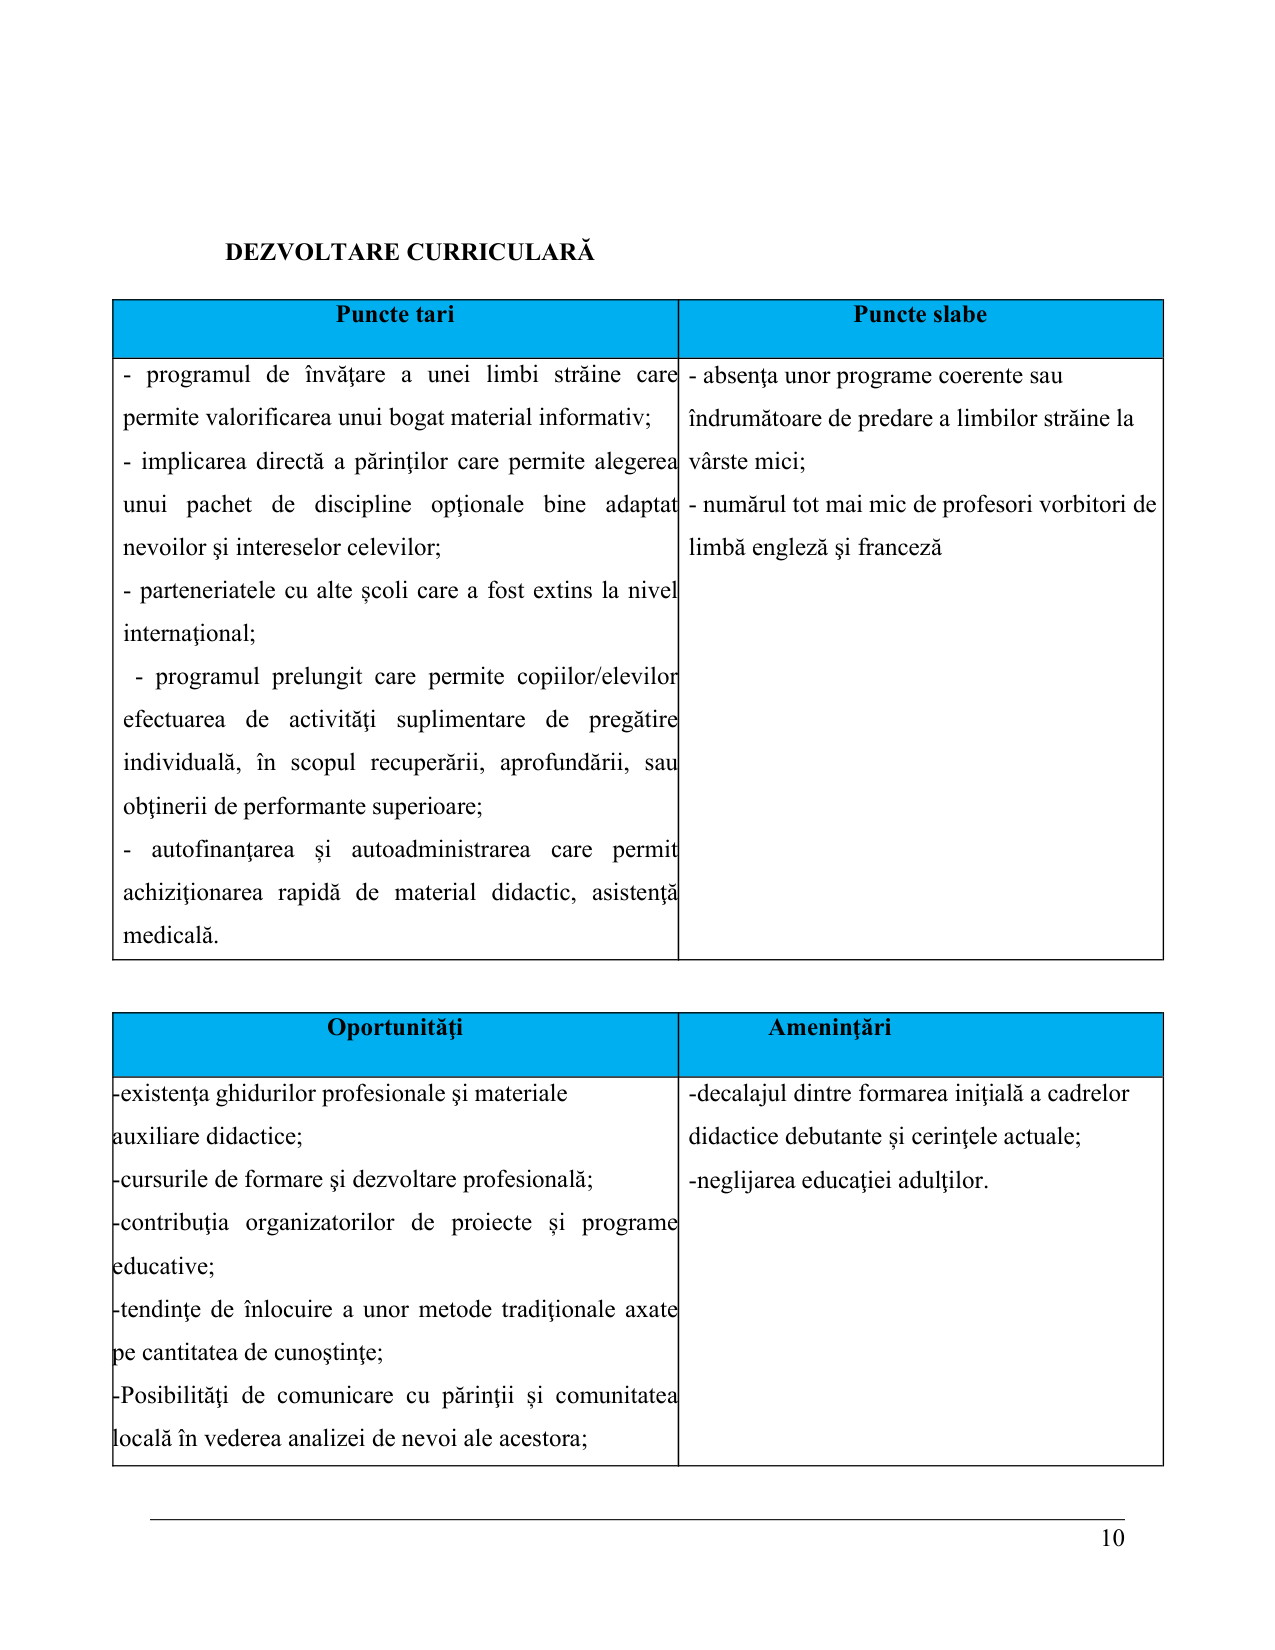 DEZVOLTARE CURRICULARĂ
Puncte tari
Puncte slabe
- programul de învăţare a unei limbi străine care
permite valorificarea unui bogat material informativ;
- implicarea directă a părinţilor care permite alegerea
unui pachet de discipline opţionale bine adaptat
nevoilor şi intereselor celevilor;
- parteneriatele cu alte școli care a fost extins la nivel
internaţional;
- programul prelungit care permite copiilor/elevilor
efectuarea de activităţi suplimentare de pregătire
individuală, în scopul recuperării, aprofundării, sau
obţinerii de performante superioare;
- autofinanţarea și autoadministrarea care permit
achiziţionarea rapidă de material didactic, asistenţă
medicală.
- absenţa unor programe coerente sau
îndrumătoare de predare a limbilor străine la
vârste mici;
- numărul tot mai mic de profesori vorbitori de
limbă engleză şi franceză
Oportunităţi
Ameninţări
-existenţa ghidurilor profesionale şi materiale
auxiliare didactice;
-cursurile de formare şi dezvoltare profesională;
-contribuţia organizatorilor de proiecte și programe
educative;
-tendinţe de înlocuire a unor metode tradiţionale axate
pe cantitatea de cunoştinţe;
-Posibilităţi de comunicare cu părinţii și comunitatea
locală în vederea analizei de nevoi ale acestora;
-decalajul dintre formarea iniţială a cadrelor
didactice debutante și cerinţele actuale;
-neglijarea educaţiei adulţilor.
10